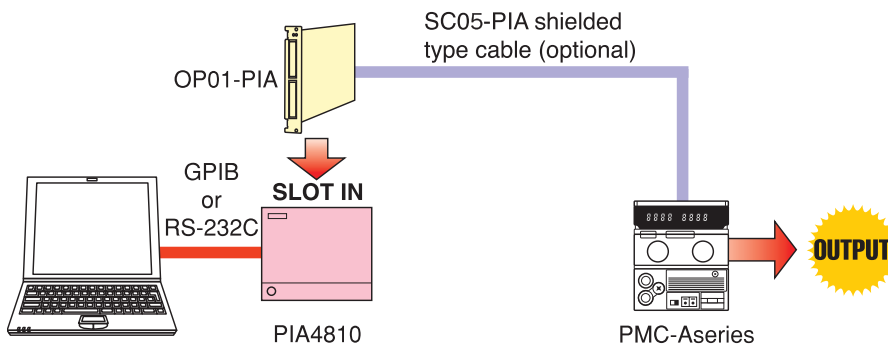 SC05-PIA shielded
type cable (optional)
OP01-PIA
GPIB
or
RS-232C
SLOT IN
8888 8888
OUTPUT
PIA4810
PMC-Aseries